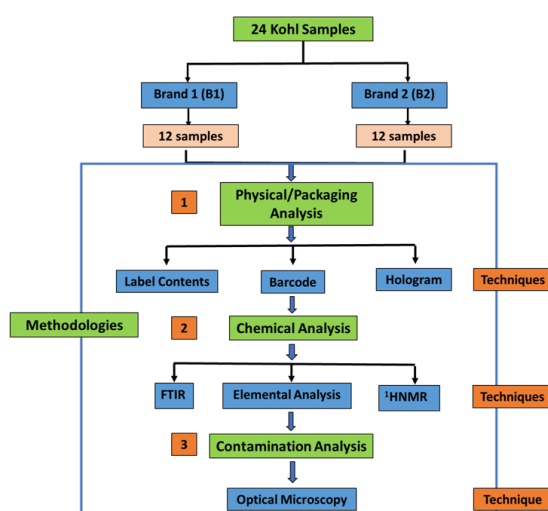 24 Kohl Samples
Brand 1 (B1)
Brand 2 (B2)
12 samples
12 samples
1
Physical/Packaging
Analysis
Label Contents
Barcode
Hologram
Techniques
Methodologies
2
Chemical Analysis
FTIR
Elemental Analysis
¹HNMR
Techniques
3
Contamination Analysis
Optical Microscopy
Technique